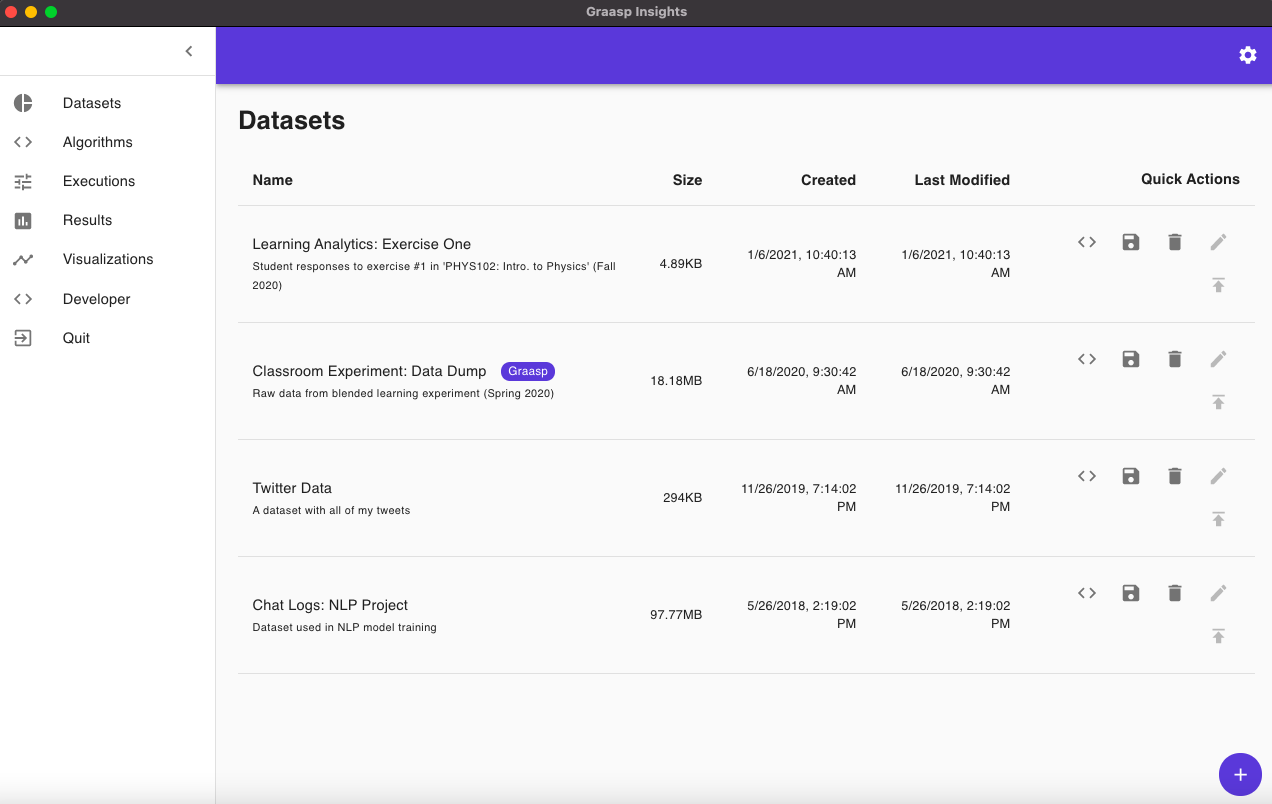 Graasp Insights
Datasets
Algorithms
Executions
Results
Visualizations
Developer
Quit
Datasets
Name Size Created Last Modified Quick Actions
Learning Analytics: Exercise One
Student responses to exercise #1 in 'PHYS102: Intro. to Physics' (Fall
2020)
4.89KB
1/6/2021, 10:40:13
AM
1/6/2021, 10:40:13
AM
Classroom Experiment: Data Dump Graasp
Raw data from blended learning experiment (Spring 2020)
18.18MB
6/18/2020, 9:30:42
AM
6/18/2020, 9:30:42
AM
Twitter Data
A dataset with all of my tweets
294KB
11/26/2019, 7:14:02
PM
11/26/2019, 7:14:02
PM
Chat Logs: NLP Project
Dataset used in NLP model training
97.77MB
5/26/2018, 2:19:02
PM
5/26/2018, 2:19:02
PM